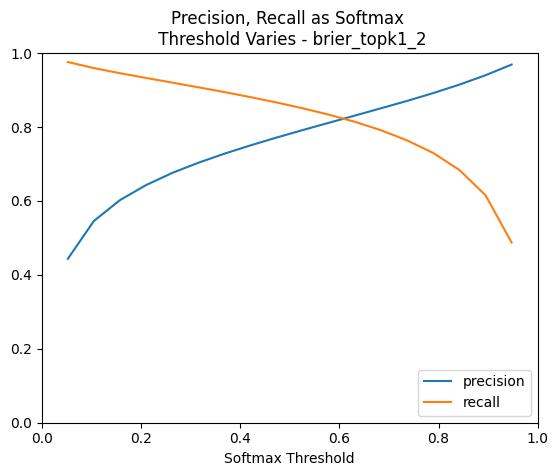 Precision, Recall as Softmax
Threshold Varies - brier_topk1_2
1.0
0.8
0.6
0.4
0.2
0.0
precision
recall
0.0 0.2 0.4 0.6 0.8 1.0
Softmax Threshold